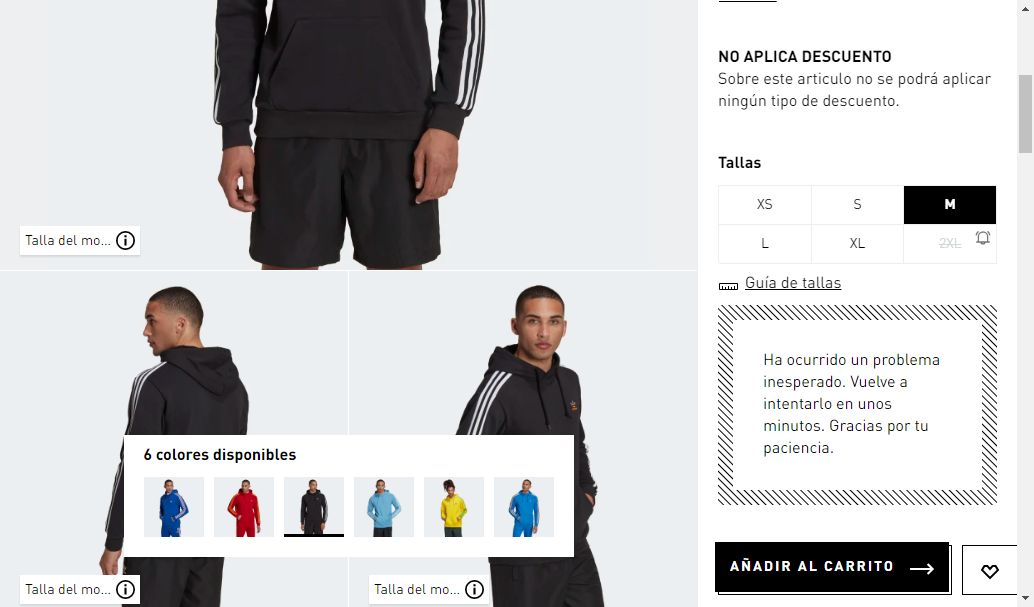 NO APLICA DESCUENTO
Sobre este articulo no se podrá aplicar
ningún tipo de descuento.
Tallas
XS
S
M
L
XL
2XL
Guía de tallas
Ha ocurrido un problema
inesperado. Vuelve a
intentarlo en unos
minutos. Gracias por tu
paciencia.
AÑADIR AL CARRITO
Talla del mo...
6 colores disponibles
Talla del mo...
Talla del mo...